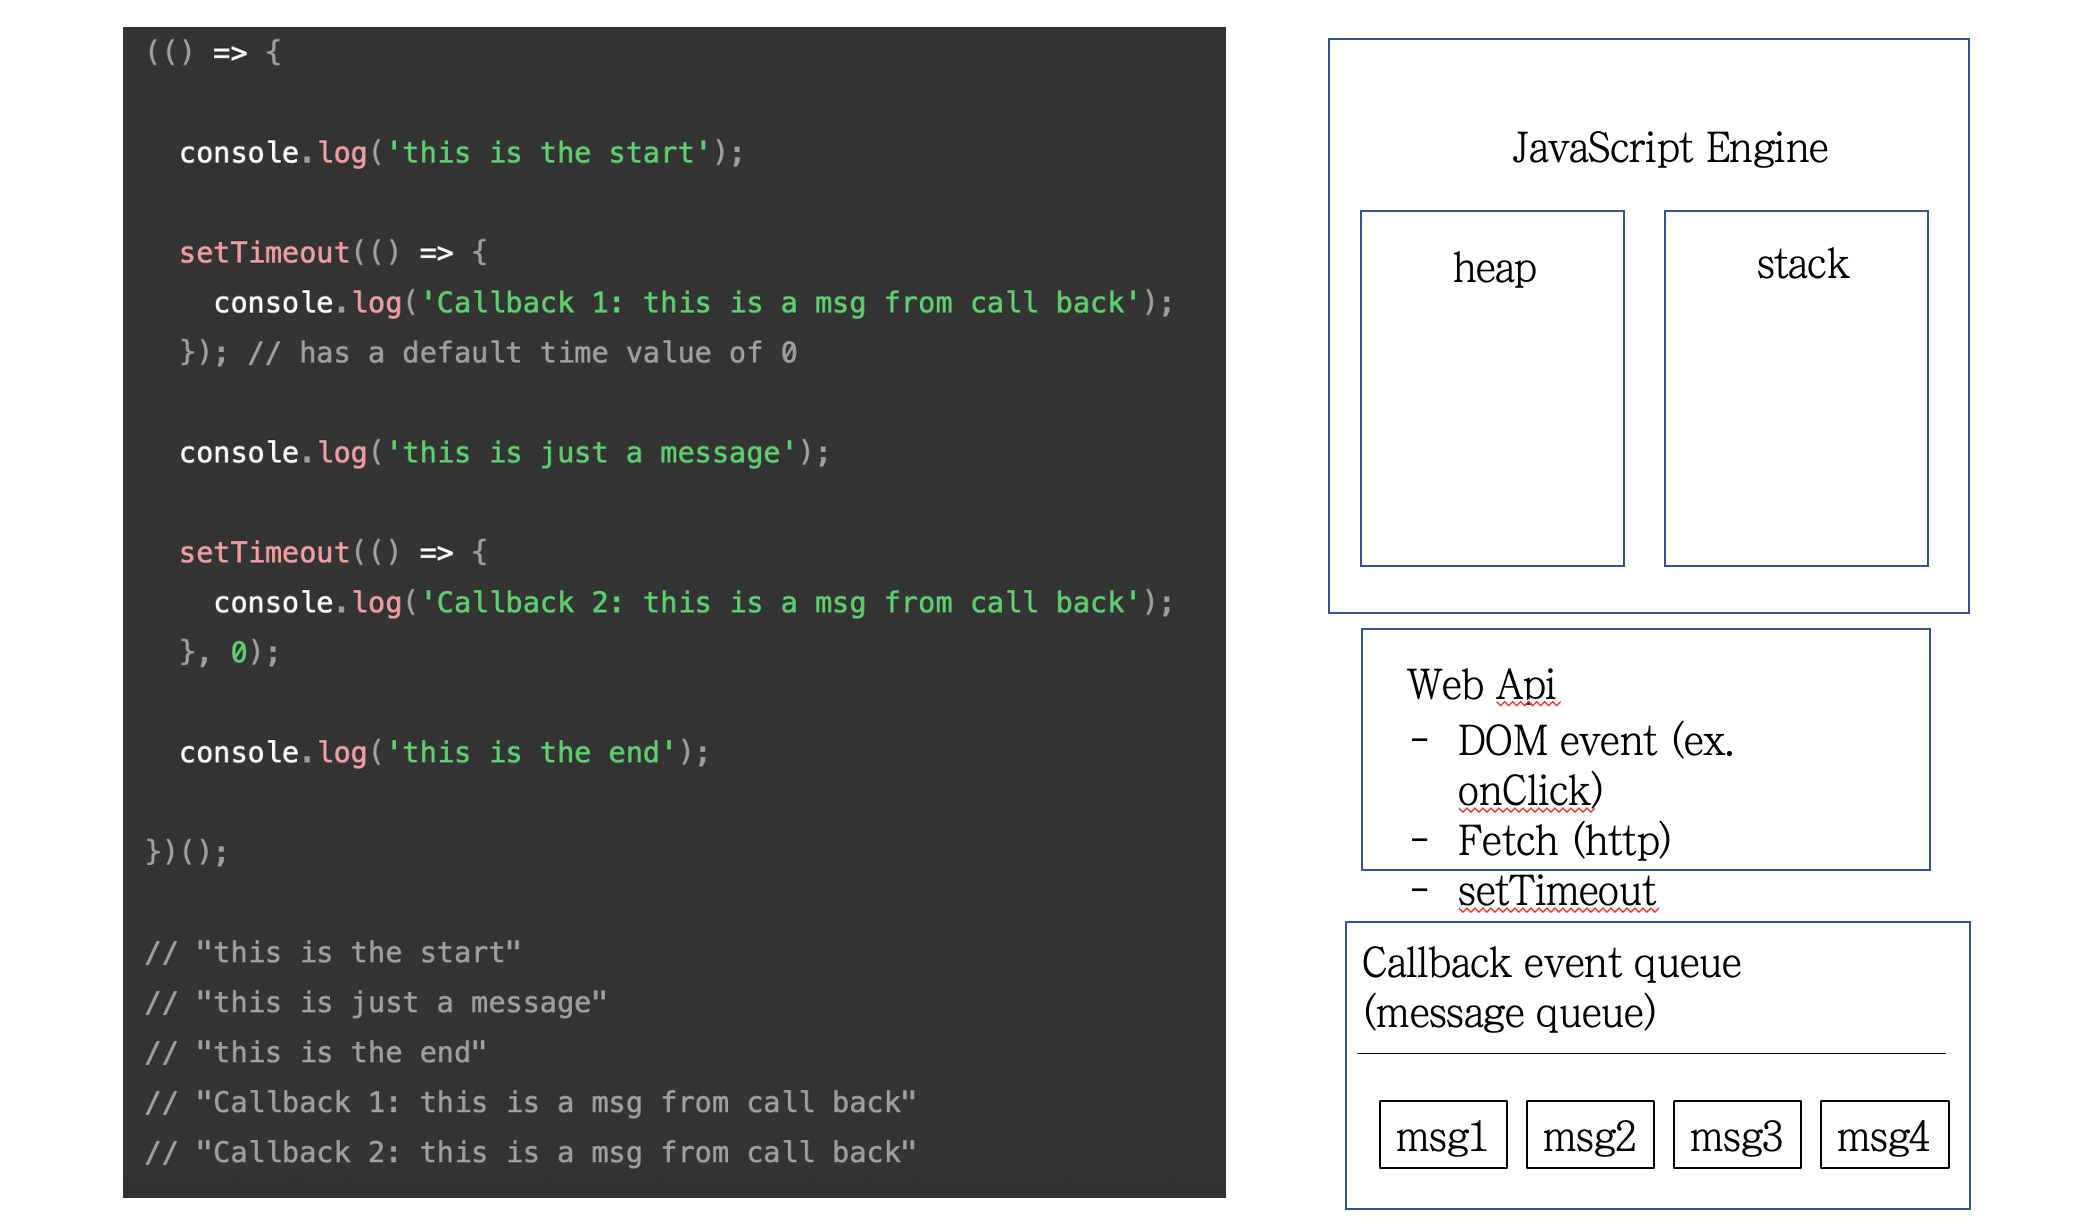 (() => {
console.log('this is the start');
setTimeout(() => {
console.log('Callback 1: this is a msg from call back');
}); // has a default time value of 0
console.log('this is just a message');
setTimeout(() => {
console.log('Callback 2: this is a msg from call back');
}, 0);
console.log('this is the end');
})();
// "this is the start"
// "this is just a message"
// "this is the end"
// "Callback 1: this is a msg from call back"
// "Callback 2: this is a msg from call back"
JavaScript Engine
heap
stack
Web Api
- DOM event (ex.
onClick)
- Fetch (http)
- setTimeout
Callback event queue
(message queue)
msg1
msg2
msg3
msg4